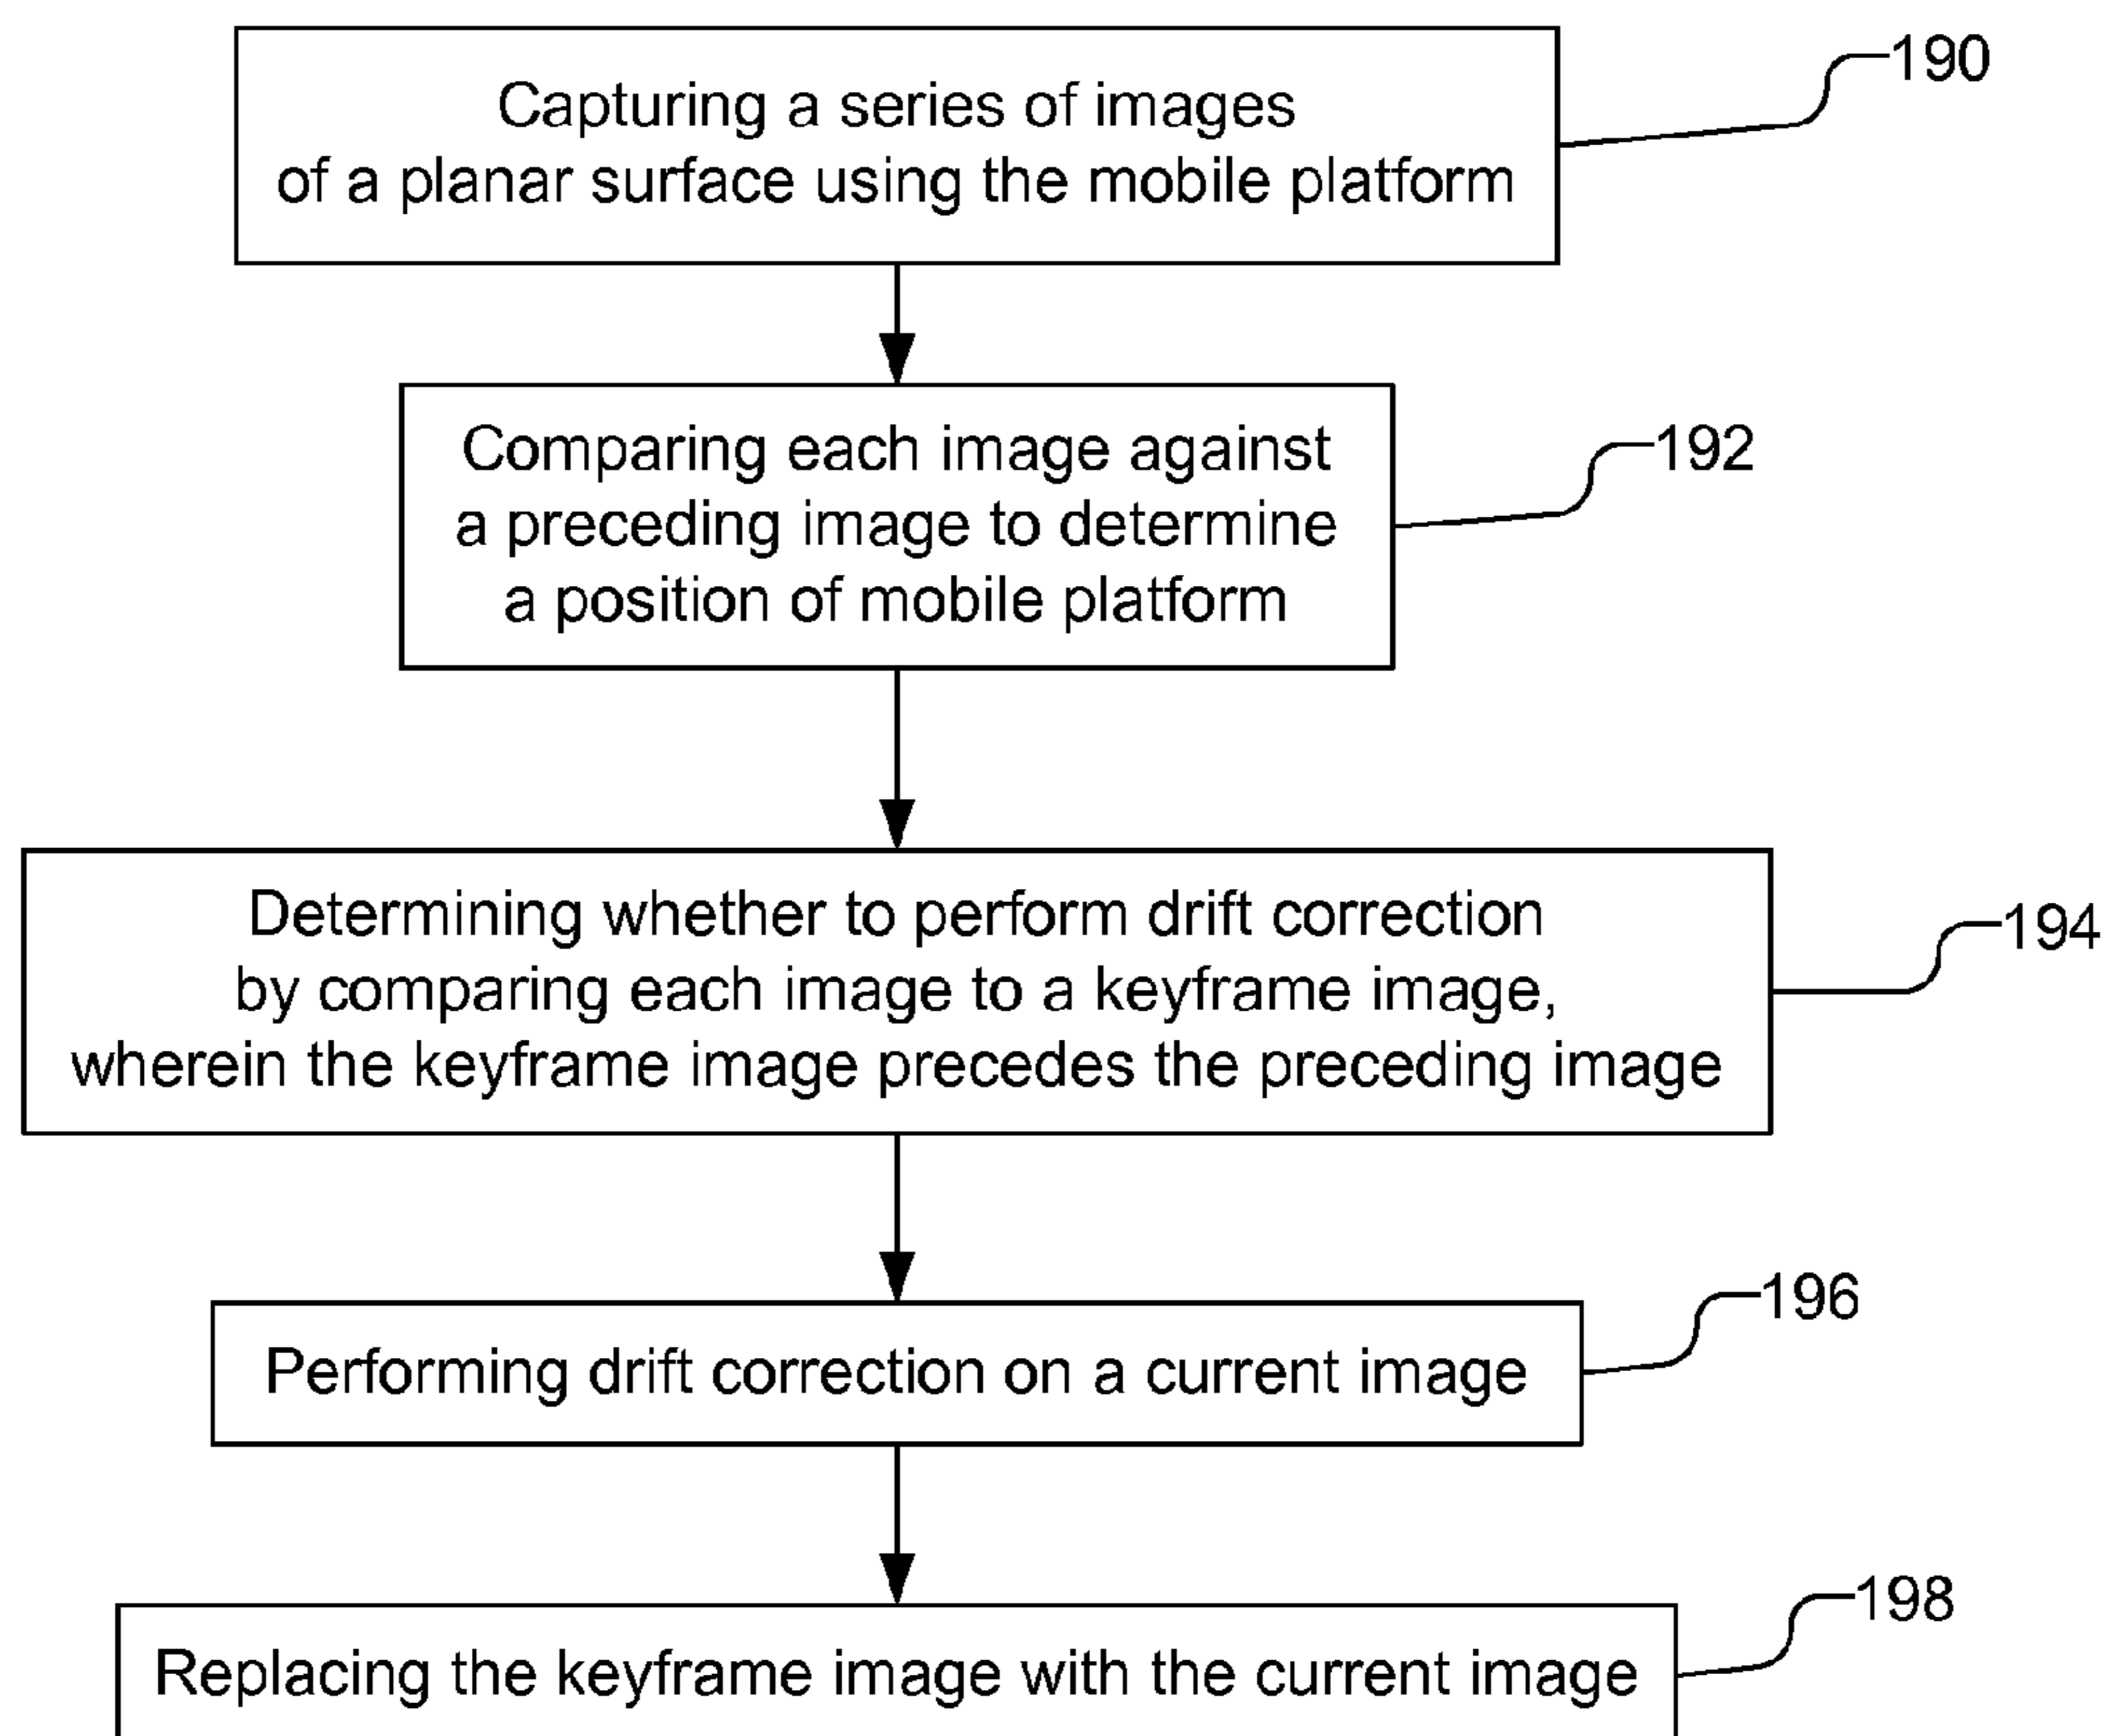 Capturing a series of images
of a planar surface using the mobile platform
190
Comparing each image against
a preceding image to determine
a position of mobile platform
192
Determining whether to perform drift correction
by comparing each image to a keyframe image,
wherein the keyframe image precedes the preceding image
194
Performing drift correction on a current image
196
Replacing the keyframe image with the current image
198